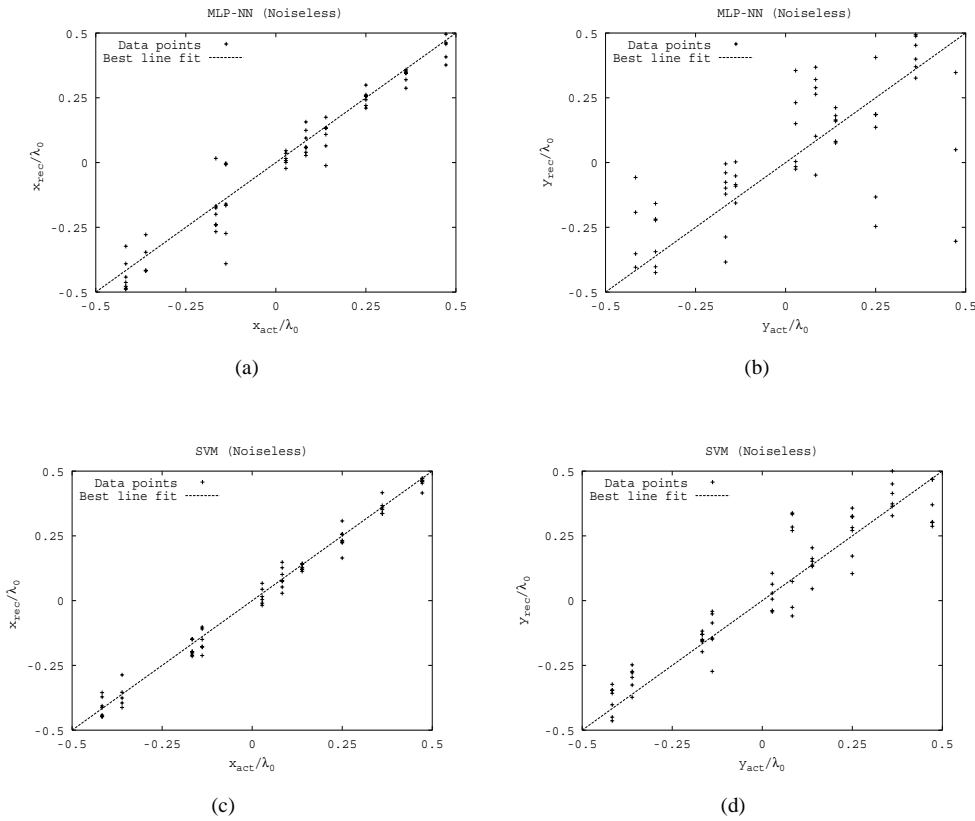 MLP-NN (Noiseless)
0.5
0.25
0
-0.25
-0.5
-0.5
-0.25
0
0.25
0.5
x_rec/λ_0
x_act/λ_0
Data points
Best line fit
(a)
MLP-NN (Noiseless)
0.5
0.25
0
-0.25
-0.5
-0.5
-0.25
0
0.25
0.5
y_rec/λ_0
y_act/λ_0
Data points
Best line fit
(b)
SVM (Noiseless)
0.5
0.25
0
-0.25
-0.5
-0.5
-0.25
0
0.25
0.5
x_rec/λ_0
x_act/λ_0
Data points
Best line fit
(c)
SVM (Noiseless)
0.5
0.25
0
-0.25
-0.5
-0.5
-0.25
0
0.25
0.5
y_rec/λ_0
y_act/λ_0
Data points
Best line fit
(d)